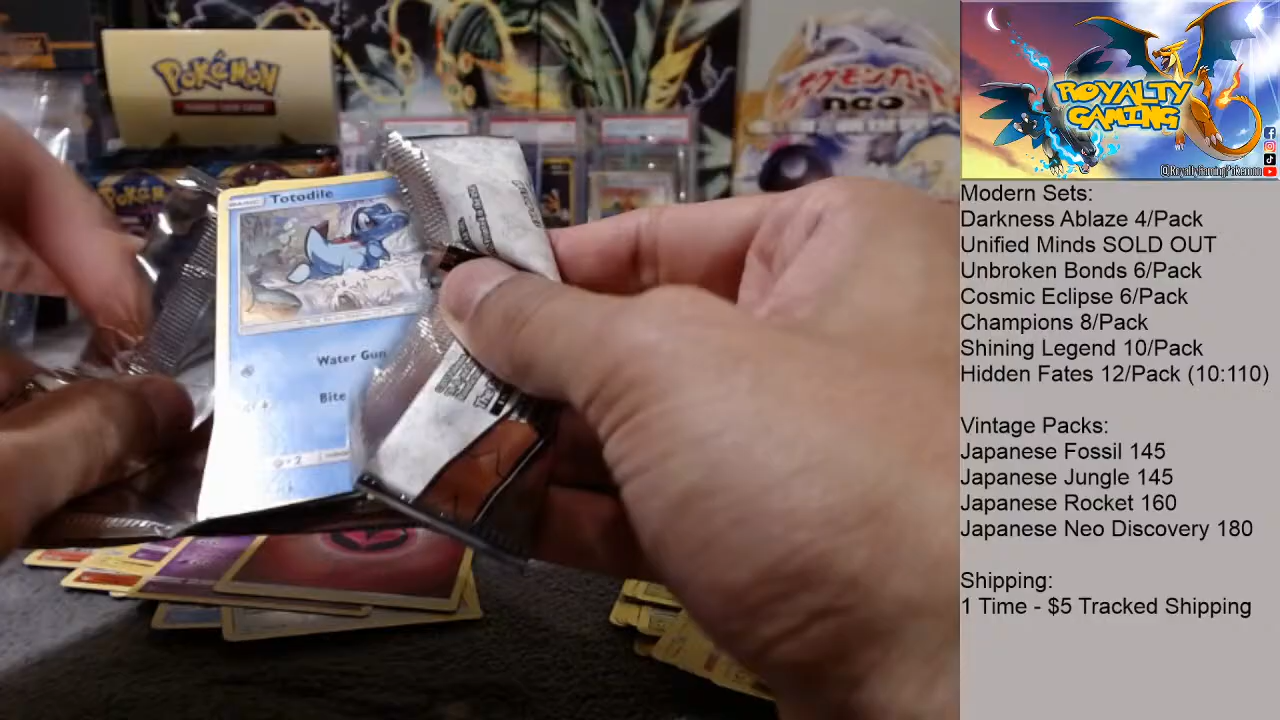 POKéMON
BASIC
Totodile
Water Gun
Bite
ポケモンカード
neo
ROYALTY
GAMING
@RoyaltyGamingPokemon
Modern Sets:
Darkness Ablaze 4/Pack
Unified Minds SOLD OUT
Unbroken Bonds 6/Pack
Cosmic Eclipse 6/Pack
Champions 8/Pack
Shining Legend 10/Pack
Hidden Fates 12/Pack (10:110)
Vintage Packs:
Japanese Fossil 145
Japanese Jungle 145
Japanese Rocket 160
Japanese Neo Discovery 180
Shipping:
1 Time - $5 Tracked Shipping